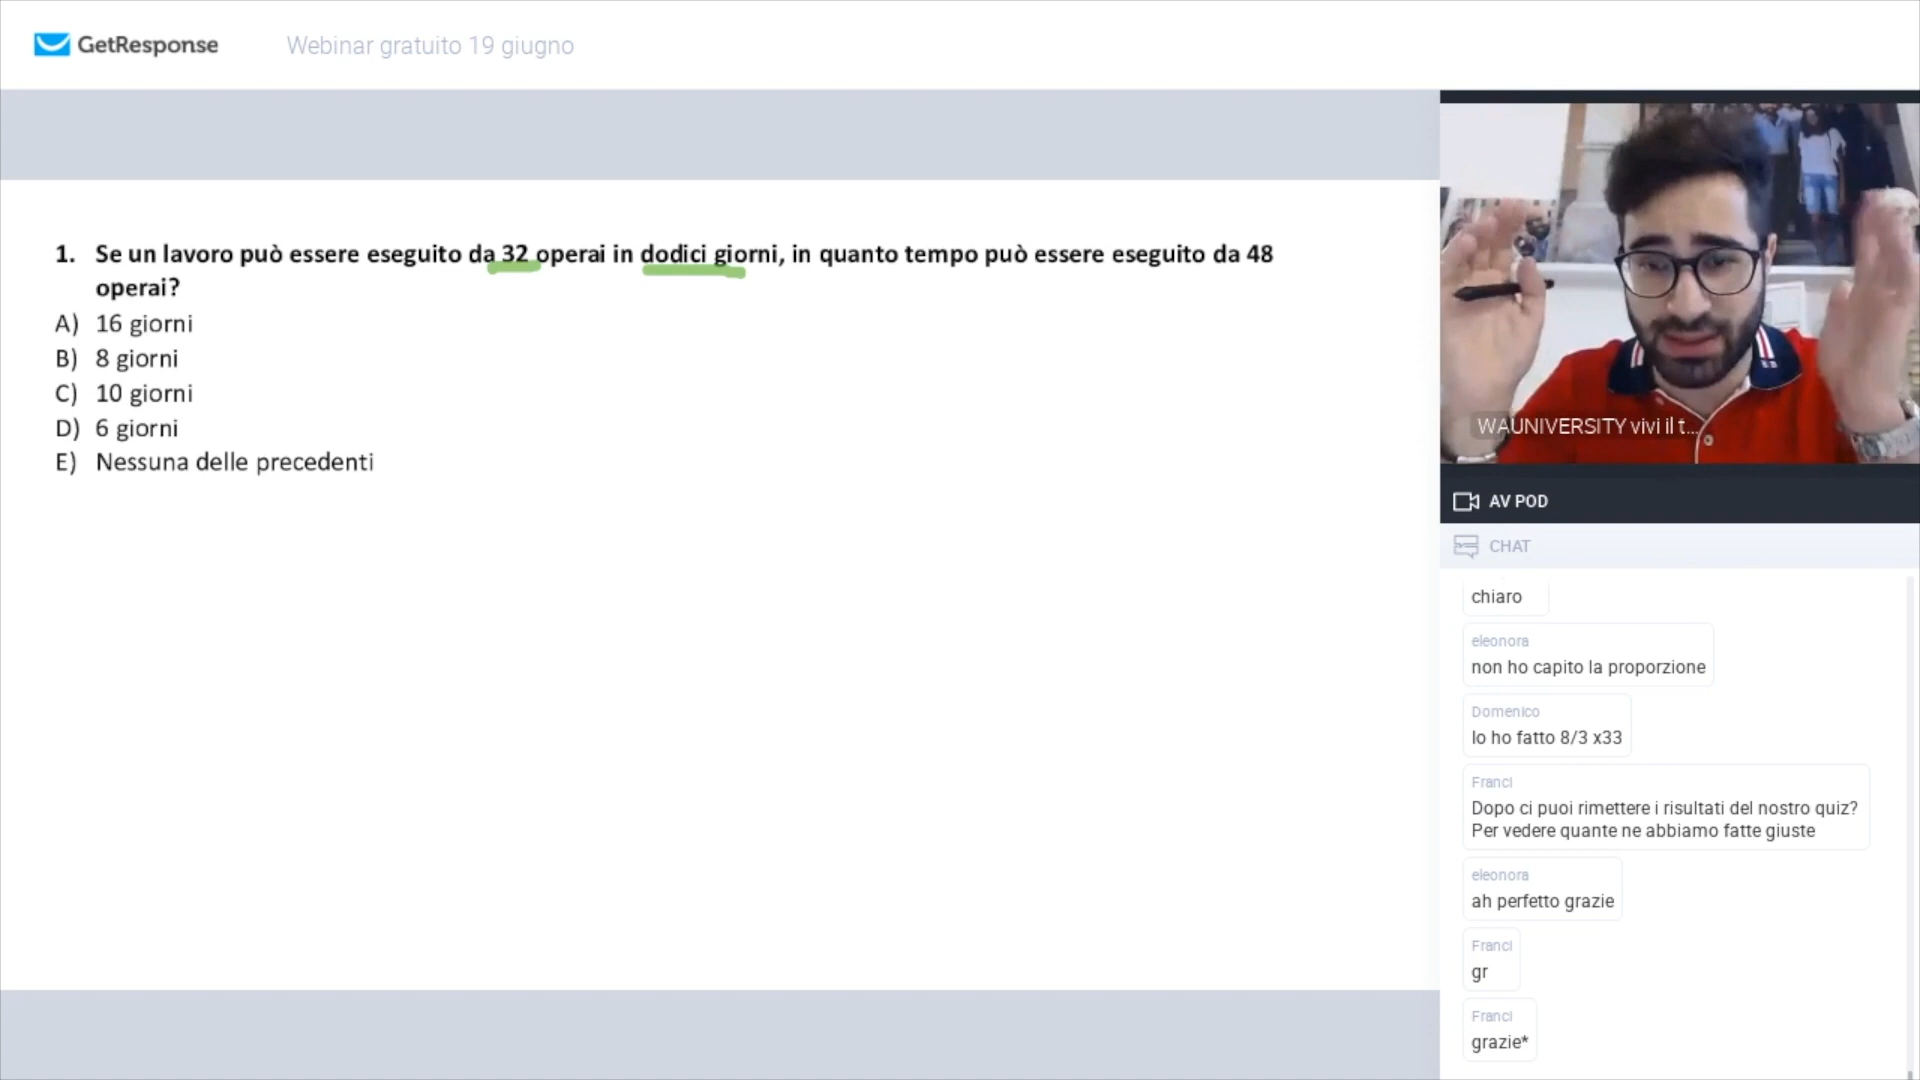 GetResponse
Webinar gratuito 19 giugno
1. Se un lavoro può essere eseguito da 32 operai in dodici giorni, in quanto tempo può essere eseguito da 48
operai?
A) 16 giorni
B) 8 giorni
C) 10 giorni
D) 6 giorni
E) Nessuna delle precedenti
WAUNIVERSITY vivi il t...
AV POD
CHAT
chiaro
eleonora
non ho capito la proporzione
Domenico
Io ho fatto 8/3 x33
Franci
Dopo ci puoi rimettere i risultati del nostro quiz?
Per vedere quante ne abbiamo fatte giuste
eleonora
ah perfetto grazie
Franci
gr
Franci
grazie*